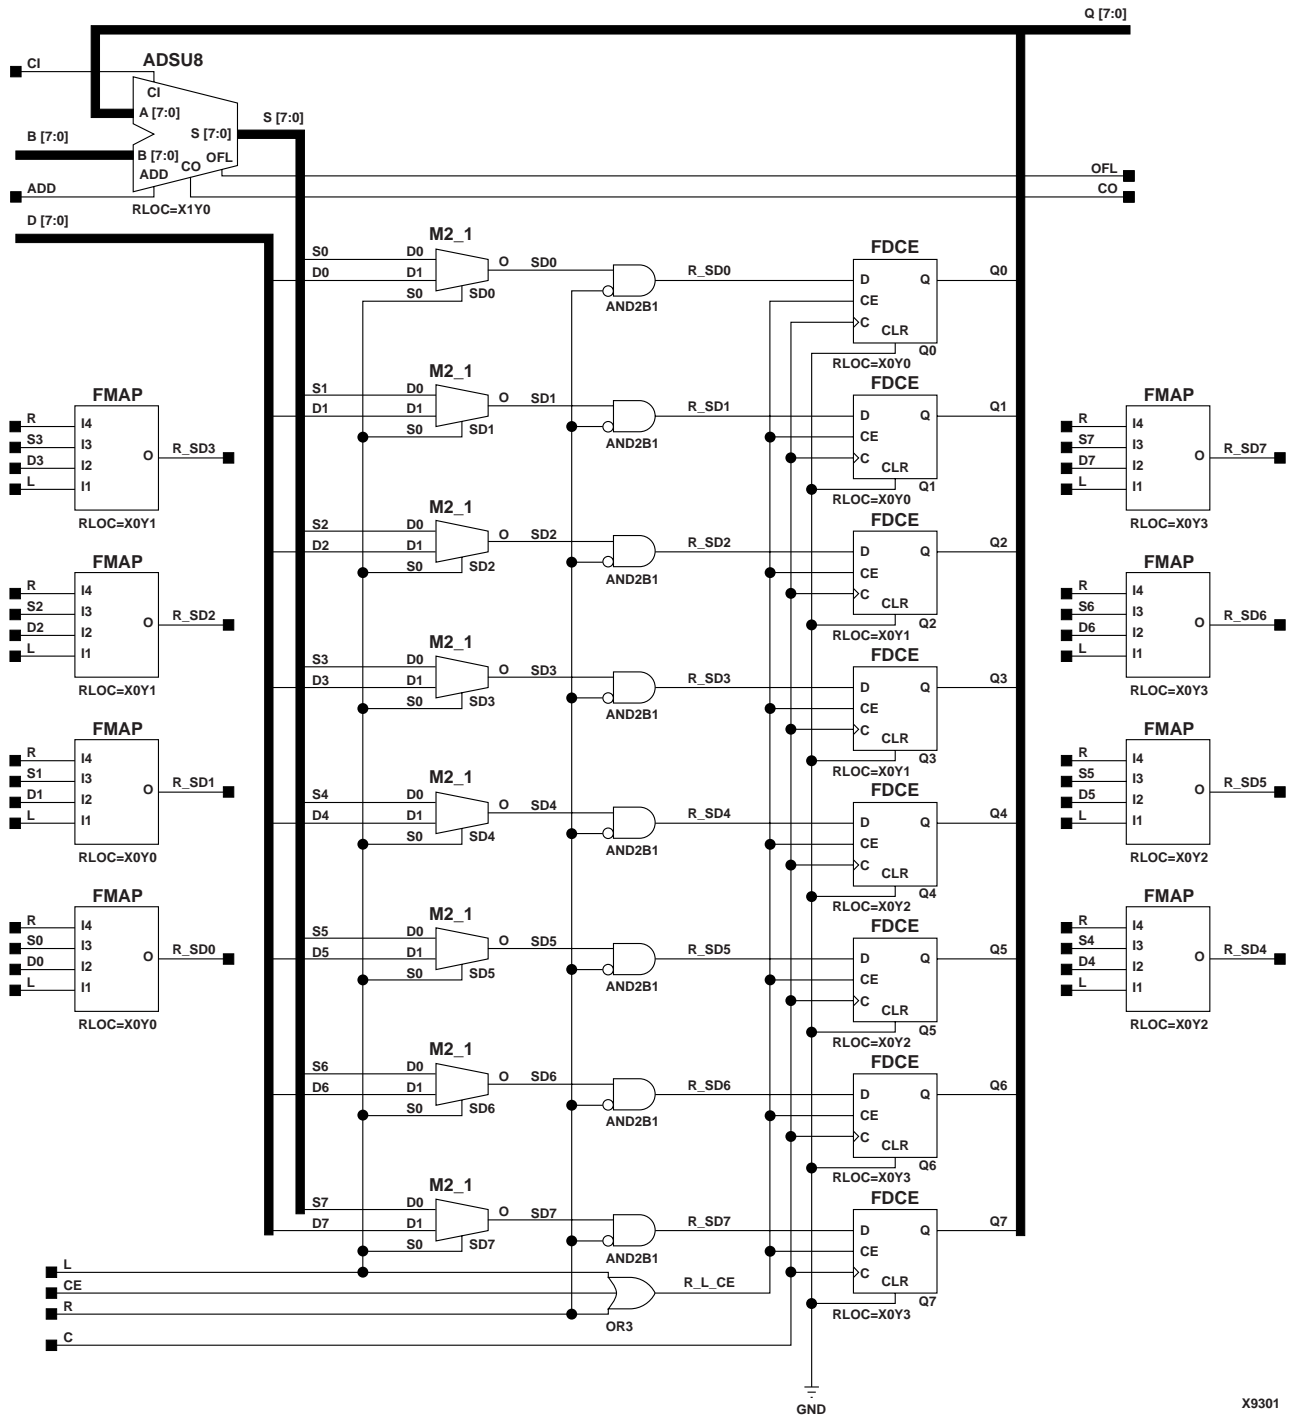 Q [7:0]
CI
ADSU8
CI
A [7:0]
S [7:0]
S [7:0]
B [7:0]
B [7:0]
OFL
CO
ADD
ADD
OFL
CO
RLOC=X1Y0
D [7:0]
M2_1
S0 D0 O SD0
D0 D1
S0 SD0
AND2B1
R_SD0
FDCE
D Q Q0
CE
C
CLR
Q0
RLOC=X0Y0
M2_1
S1 D0 O SD1
D1 D1
S0 SD1
AND2B1
R_SD1
FDCE
D Q Q1
CE
C
CLR
Q1
RLOC=X0Y0
M2_1
S2 D0 O SD2
D2 D1
S0 SD2
AND2B1
R_SD2
FDCE
D Q Q2
CE
C
CLR
Q2
RLOC=X0Y1
M2_1
S3 D0 O SD3
D3 D1
S0 SD3
AND2B1
R_SD3
FDCE
D Q Q3
CE
C
CLR
Q3
RLOC=X0Y1
M2_1
S4 D0 O SD4
D4 D1
S0 SD4
AND2B1
R_SD4
FDCE
D Q Q4
CE
C
CLR
Q4
RLOC=X0Y2
M2_1
S5 D0 O SD5
D5 D1
S0 SD5
AND2B1
R_SD5
FDCE
D Q Q5
CE
C
CLR
Q5
RLOC=X0Y2
M2_1
S6 D0 O SD6
D6 D1
S0 SD6
AND2B1
R_SD6
FDCE
D Q Q6
CE
C
CLR
Q6
RLOC=X0Y3
M2_1
S7 D0 O SD7
D7 D1
S0 SD7
AND2B1
R_SD7
FDCE
D Q Q7
CE
C
CLR
Q7
RLOC=X0Y3
L
CE
R
C
OR3
R_L_CE
GND
FMAP
R I4
S3 I3
D3 I2
L I1
O R_SD3
RLOC=X0Y1
FMAP
R I4
S2 I3
D2 I2
L I1
O R_SD2
RLOC=X0Y1
FMAP
R I4
S1 I3
D1 I2
L I1
O R_SD1
RLOC=X0Y0
FMAP
R I4
S0 I3
D0 I2
L I1
O R_SD0
RLOC=X0Y0
FMAP
R I4
S7 I3
D7 I2
L I1
O R_SD7
RLOC=X0Y3
FMAP
R I4
S6 I3
D6 I2
L I1
O R_SD6
RLOC=X0Y3
FMAP
R I4
S5 I3
D5 I2
L I1
O R_SD5
RLOC=X0Y2
FMAP
R I4
S4 I3
D4 I2
L I1
O R_SD4
RLOC=X0Y2
X9301